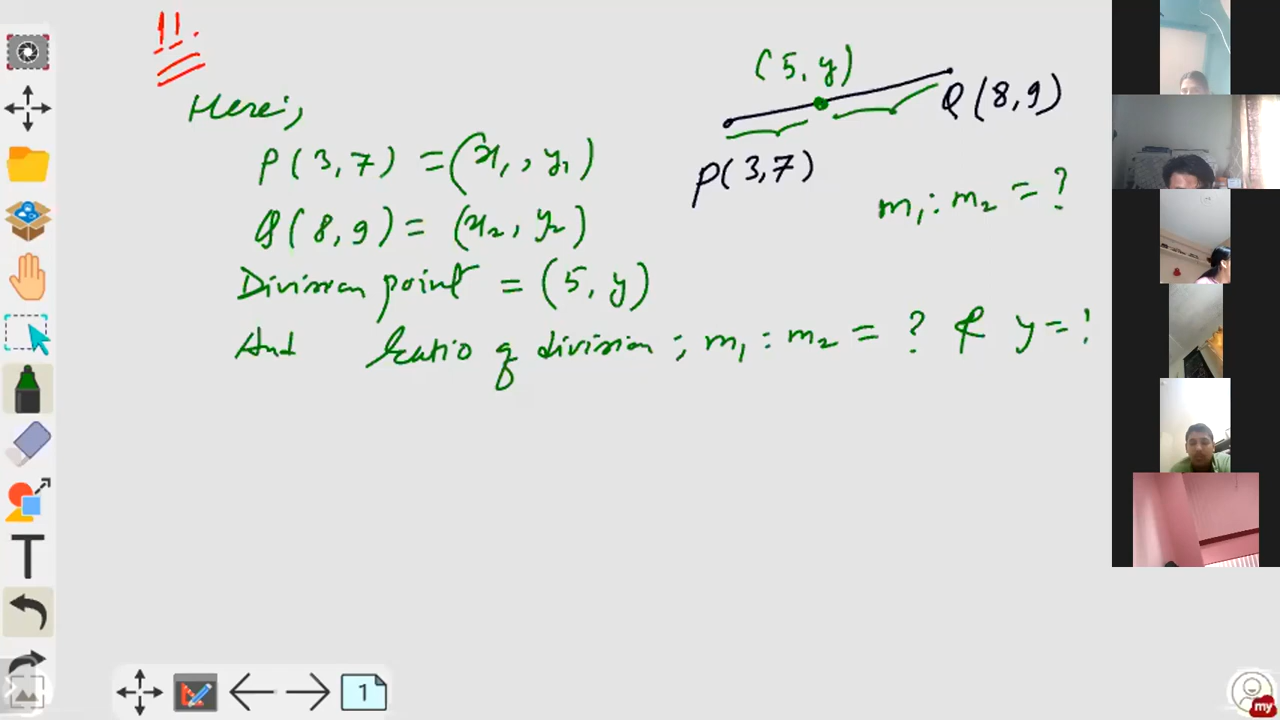 11.
Here;
P(3,7) = (x₁, y₁)
Q(8,9) = (x₂, y₂)
Division point = (5, y)
And Ratio of division; m₁ : m₂ = ? & y = ?
(5, y)
Q(8,9)
P(3,7)
m₁ : m₂ = ?
T
1
my